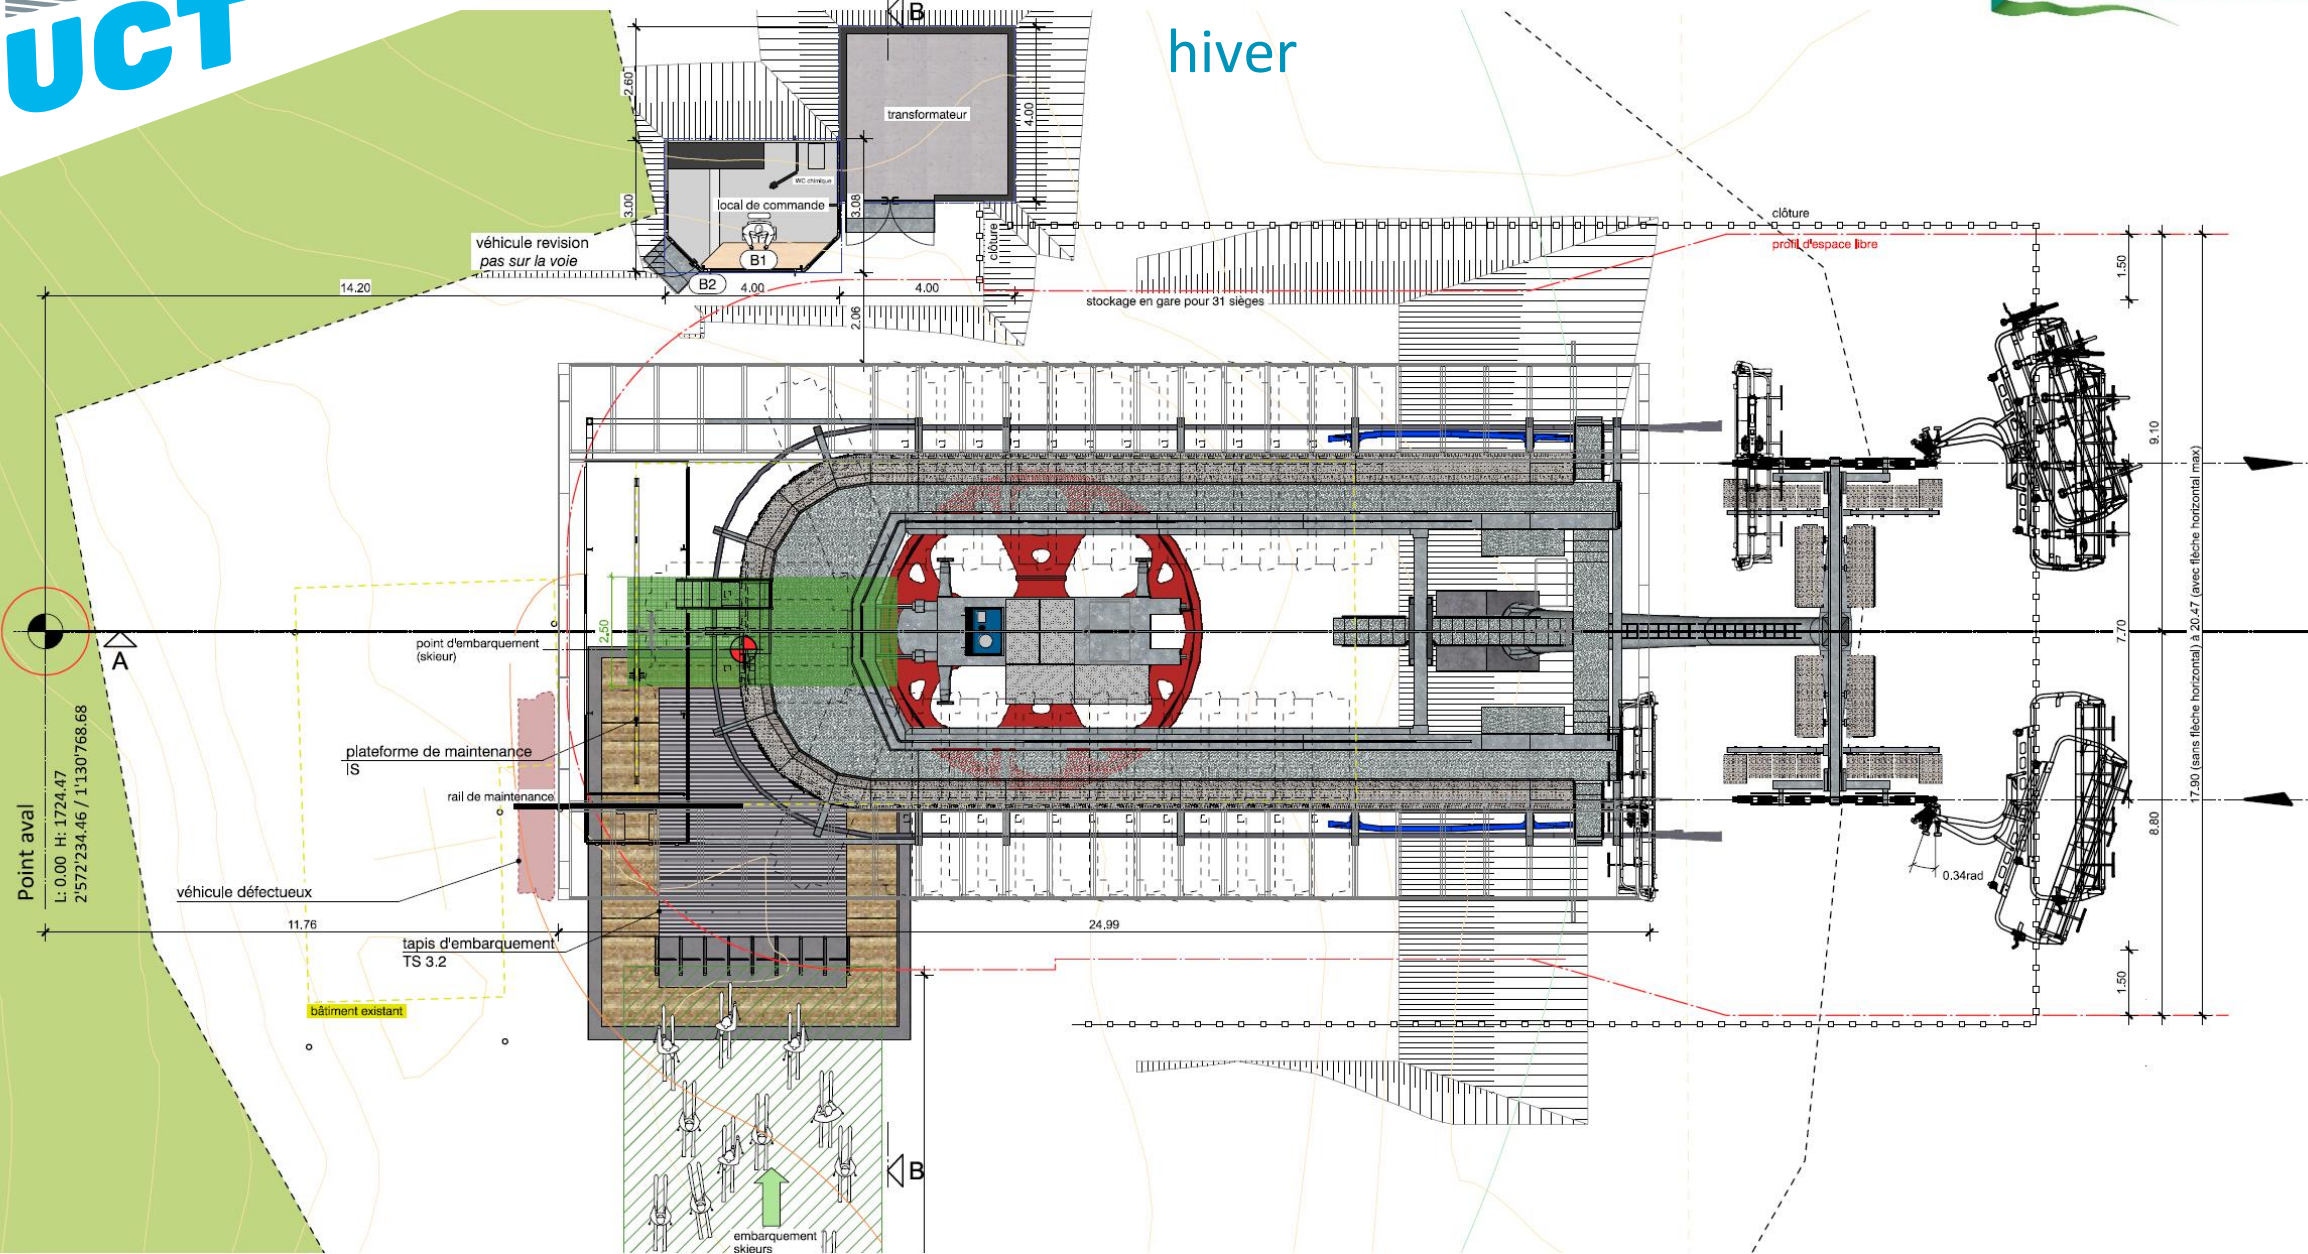 UCT
hiver
B
2.60
transformateur
4.00
WC chimique
local de commande
3.00
3.08
clôture
clôture
profil d'espace libre
véhicule revision
pas sur la voie
B1
B2
14.20
4.00
4.00
2.06
stockage en gare pour 31 sièges
1.50
9.10
17.90 (sans flèche horizontal) à 20.47 (avec flèche horizontal max)
7.70
8.80
1.50
0.34rad
A
point d'embarquement
(skieur)
2.50
plateforme de maintenance
IS
rail de maintenance
Point aval
L: 0.00 H: 1724.47
2'572'234.46 / 1'130'768.68
véhicule défectueux
11.76
24.99
tapis d'embarquement
TS 3.2
bâtiment existant
B
embarquement
skieurs